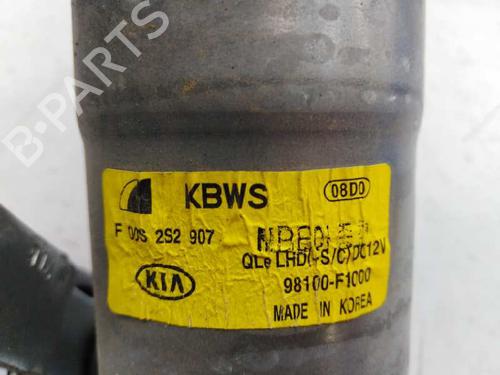 B-Parts
KBWS
08D0
F 00S 2S2 907
QLe LHD(-S/C)DC12V
KIA
98100-F1000
MADE IN KOREA